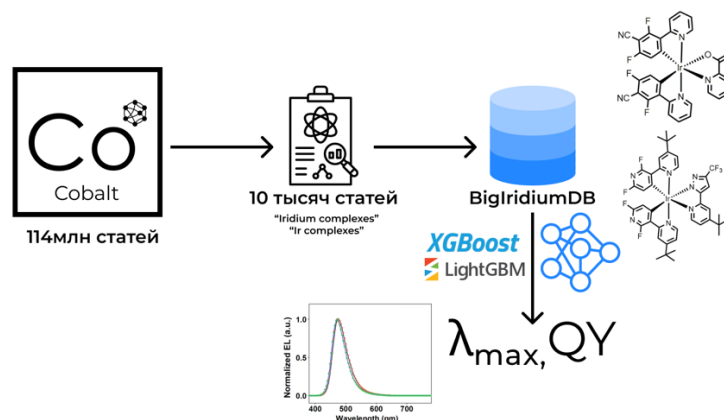 Co
Cobalt
114млн статей
10 тысяч статей
“Iridium complexes”
“Ir complexes”
BigIridiumDB
XGBoost
LightGBM
λmax, QY
Normalized EL (a.u.)
1.0
0.5
0.0
400 500 600 700
Wavelength (nm)
F
NC
F
N
Ir
O
F
N
NC
N
F
F
N
N
F
N
CF3
N
Ir
F
N
N
N
N
F